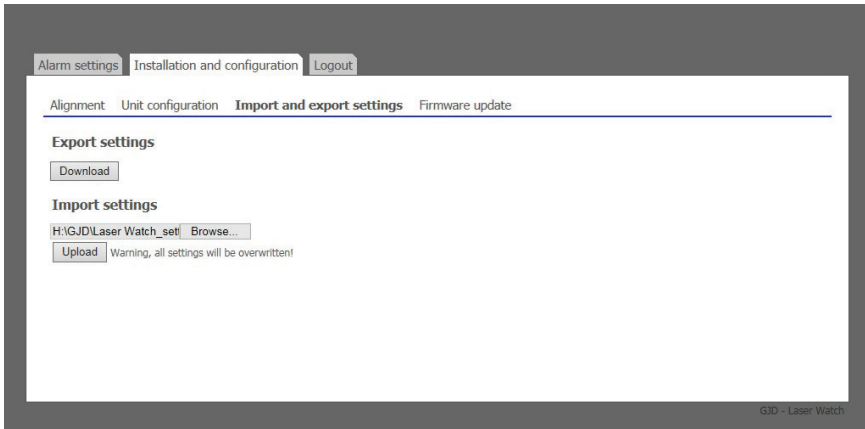 Alarm settings Installation and configuration Logout
Alignment Unit configuration Import and export settings Firmware update
Export settings
Download
Import settings
H:\GJD\Laser Watch_sett Browse...
Upload Warning, all settings will be overwritten!
GJD - Laser Watch